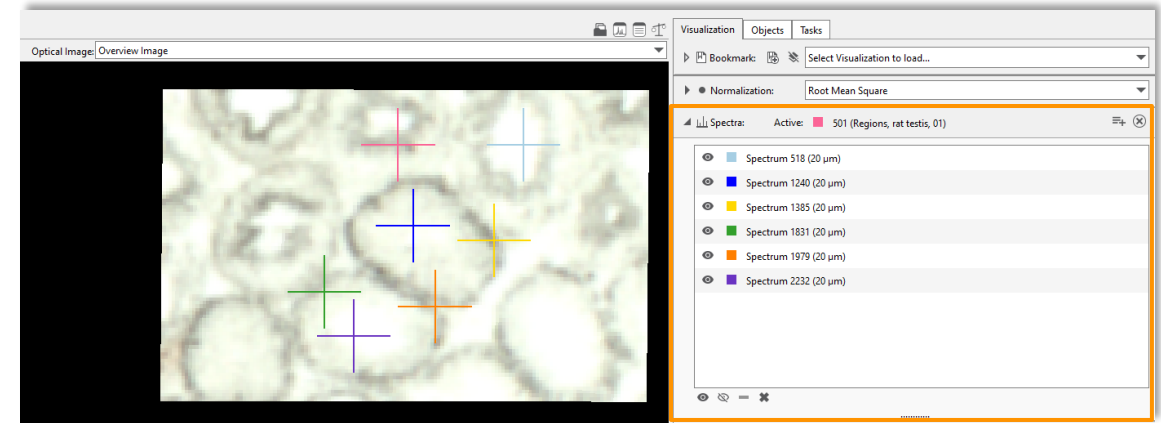 Optical Image: Overview Image
Visualization Objects Tasks
Bookmark: Select Visualization to load...
Normalization: Root Mean Square
Spectra: Active: 501 (Regions, rat testis, 01)
Spectrum 518 (20 µm)
Spectrum 1240 (20 µm)
Spectrum 1385 (20 µm)
Spectrum 1831 (20 µm)
Spectrum 1979 (20 µm)
Spectrum 2232 (20 µm)